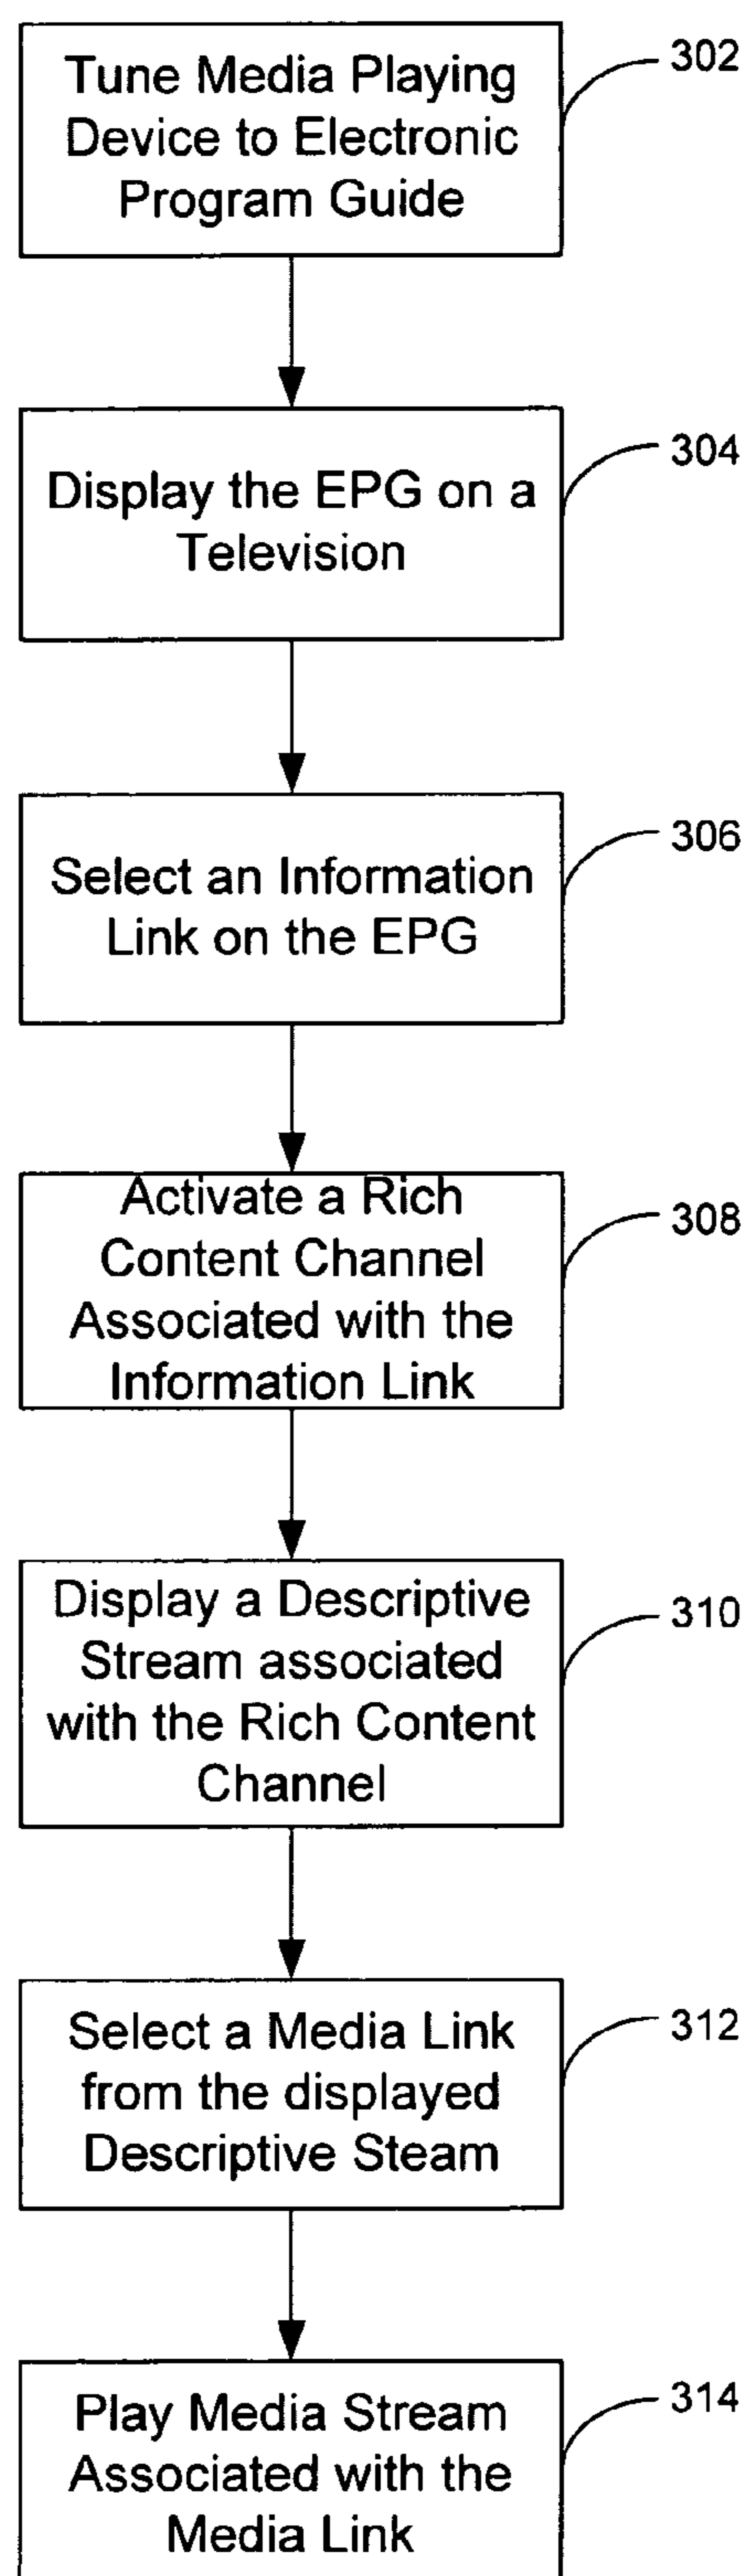 Tune Media Playing
Device to Electronic
Program Guide
302
Display the EPG on a
Television
304
Select an Information
Link on the EPG
306
Activate a Rich
Content Channel
Associated with the
Information Link
308
Display a Descriptive
Stream associated
with the Rich Content
Channel
310
Select a Media Link
from the displayed
Descriptive Steam
312
Play Media Stream
Associated with the
Media Link
314